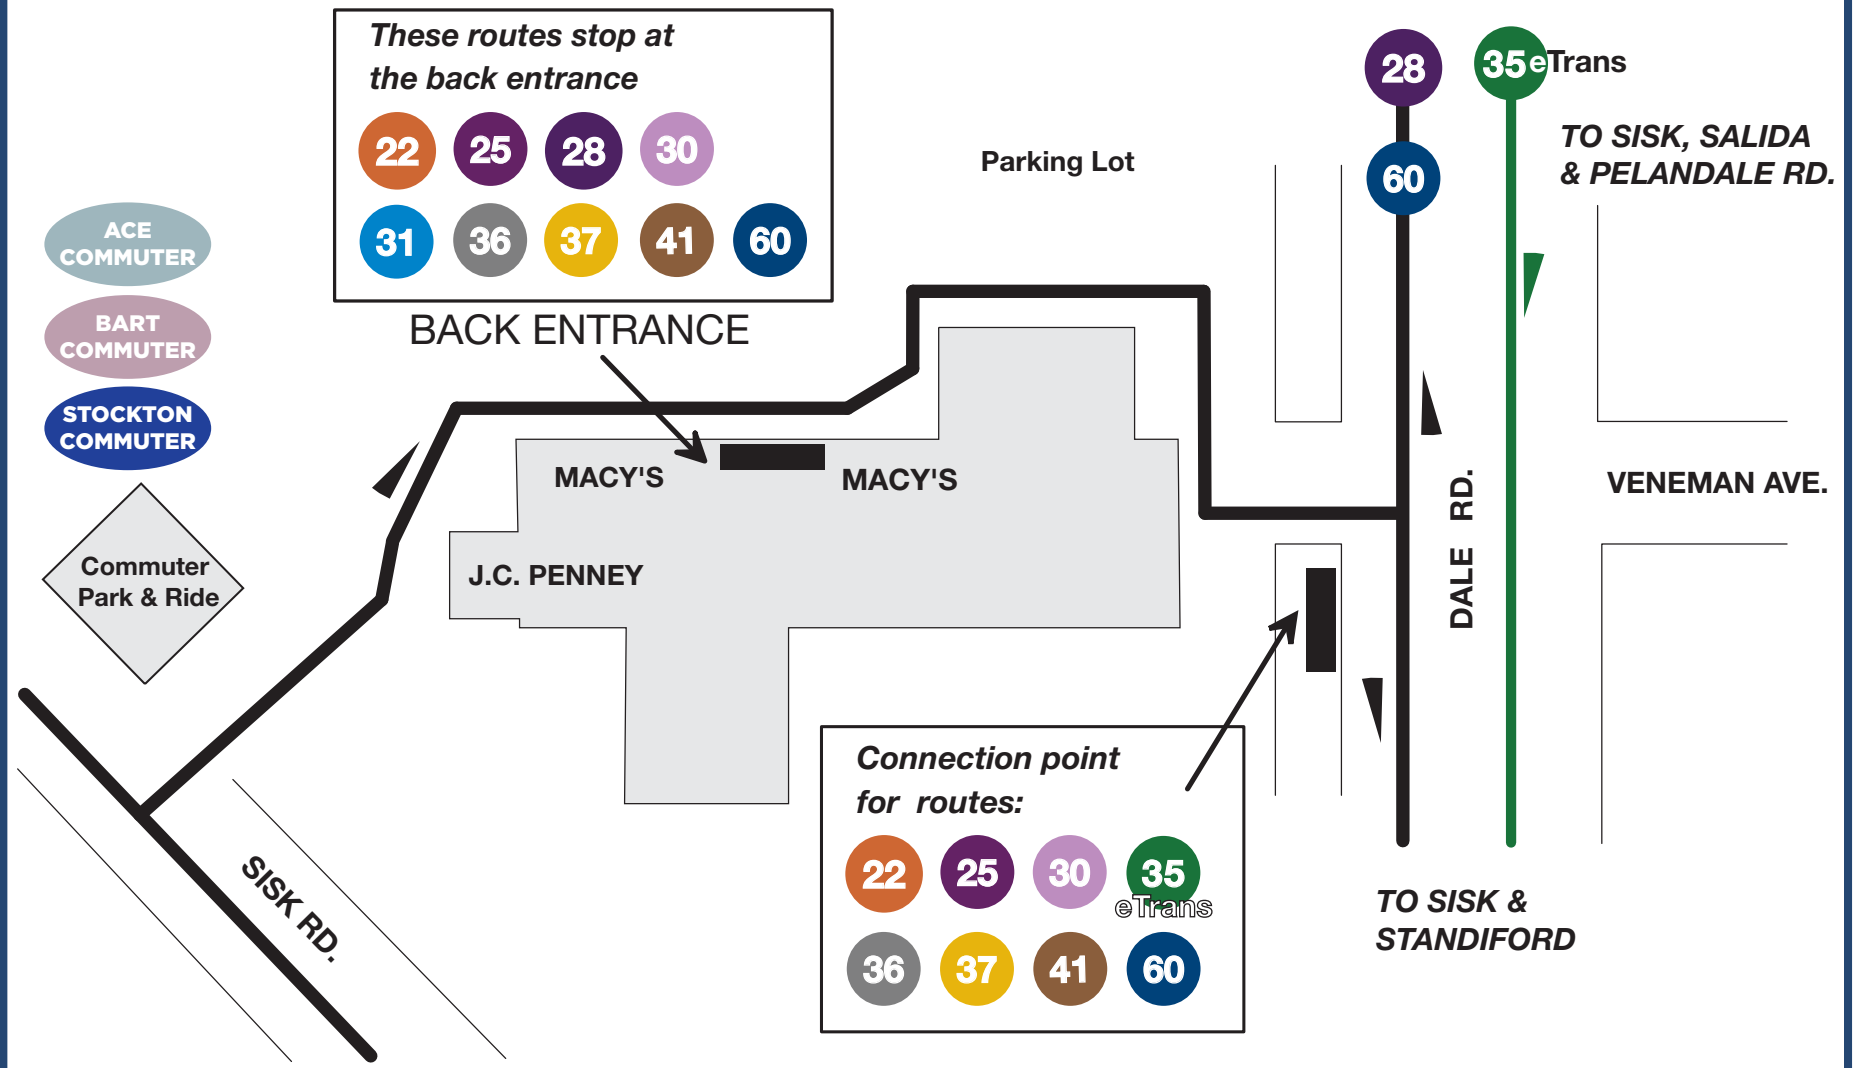 These routes stop at
the back entrance
22 25 28 30
31 36 37 41 60
BACK ENTRANCE
ACE
COMMUTER
BART
COMMUTER
STOCKTON
COMMUTER
Commuter
Park & Ride
SISK RD.
MACY'S
MACY'S
J.C. PENNEY
Parking Lot
28
60
35 eTrans
TO SISK, SALIDA
& PELANDALE RD.
VENEMAN AVE.
DALE RD.
Connection point
for routes:
22 25 30 35
eTrans
36 37 41 60
TO SISK &
STANDIFORD